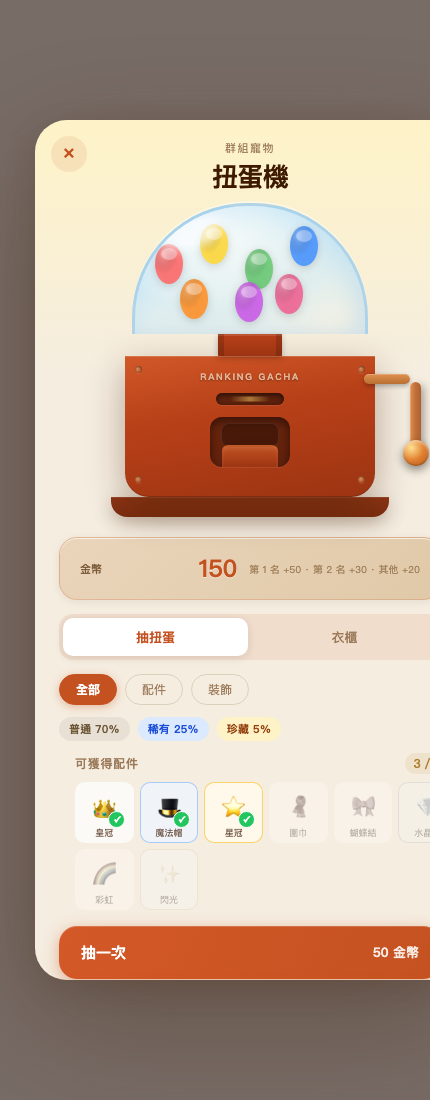 ✕
群組寵物
扭蛋機
RANKING GACHA
金幣 150 第 1 名 +50 · 第 2 名 +30 · 其他 +20
抽扭蛋 衣櫃
全部 配件 裝飾
普通 70% 稀有 25% 珍藏 5%
可獲得配件 3 /
皇冠 魔法帽 星冠 圍巾 蝴蝶結 水晶
彩虹 閃光
抽一次 50 金幣